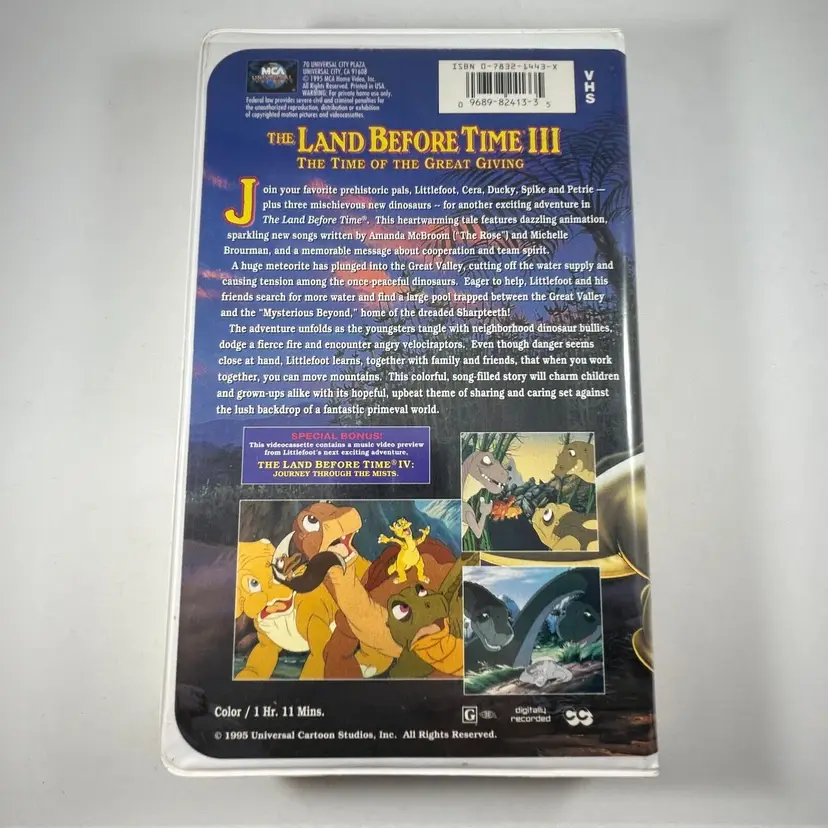 MCA
UNIVERSAL
70 UNIVERSAL CITY PLAZA,
UNIVERSAL CITY, CA 91608
© 1995 MCA Home Video, Inc.
All Rights Reserved. Printed in USA.
WARNING: For private home use only.
Federal law provides severe civil and criminal penalties for
the unauthorized reproduction, distribution or exhibition
of copyrighted motion pictures and videocassettes.
ISBN 0-7832-6443-X
0 9689-82413-3 5
VHS
THE LAND BEFORE TIME III
THE TIME OF THE GREAT GIVING
Join your favorite prehistoric pals, Littlefoot, Cera, Ducky, Spike and Petrie —
plus three mischievous new dinosaurs -- for another exciting adventure in
The Land Before Time®. This heartwarming tale features dazzling animation,
sparkling new songs written by Amanda McBroom ("The Rose") and Michelle
Brourman, and a memorable message about cooperation and team spirit.
A huge meteorite has plunged into the Great Valley, cutting off the water supply and
causing tension among the once-peaceful dinosaurs. Eager to help, Littlefoot and his
friends search for more water and find a large pool trapped between the Great Valley
and the "Mysterious Beyond," home of the dreaded Sharpteeth!
The adventure unfolds as the youngsters tangle with neighborhood dinosaur bullies,
dodge a fierce fire and encounter angry velociraptors. Even though danger seems
close at hand, Littlefoot learns, together with family and friends, that when you work
together, you can move mountains. This colorful, song-filled story will charm children
and grown-ups alike with its hopeful, upbeat theme of sharing and caring set against
the lush backdrop of a fantastic primeval world.
SPECIAL BONUS!
This videocassette contains a music video preview
from Littlefoot's next exciting adventure,
THE LAND BEFORE TIME® IV:
JOURNEY THROUGH THE MISTS.
Color / 1 Hr. 11 Mins.
G
digitally
recorded
CC
© 1995 Universal Cartoon Studios, Inc. All Rights Reserved.